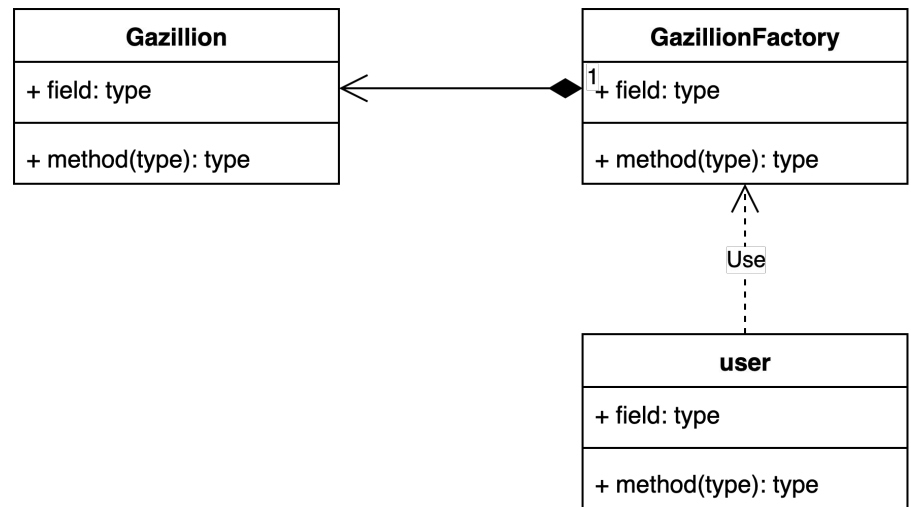 Gazillion
+ field: type
+ method(type): type
GazillionFactory
1
+ field: type
+ method(type): type
Use
user
+ field: type
+ method(type): type